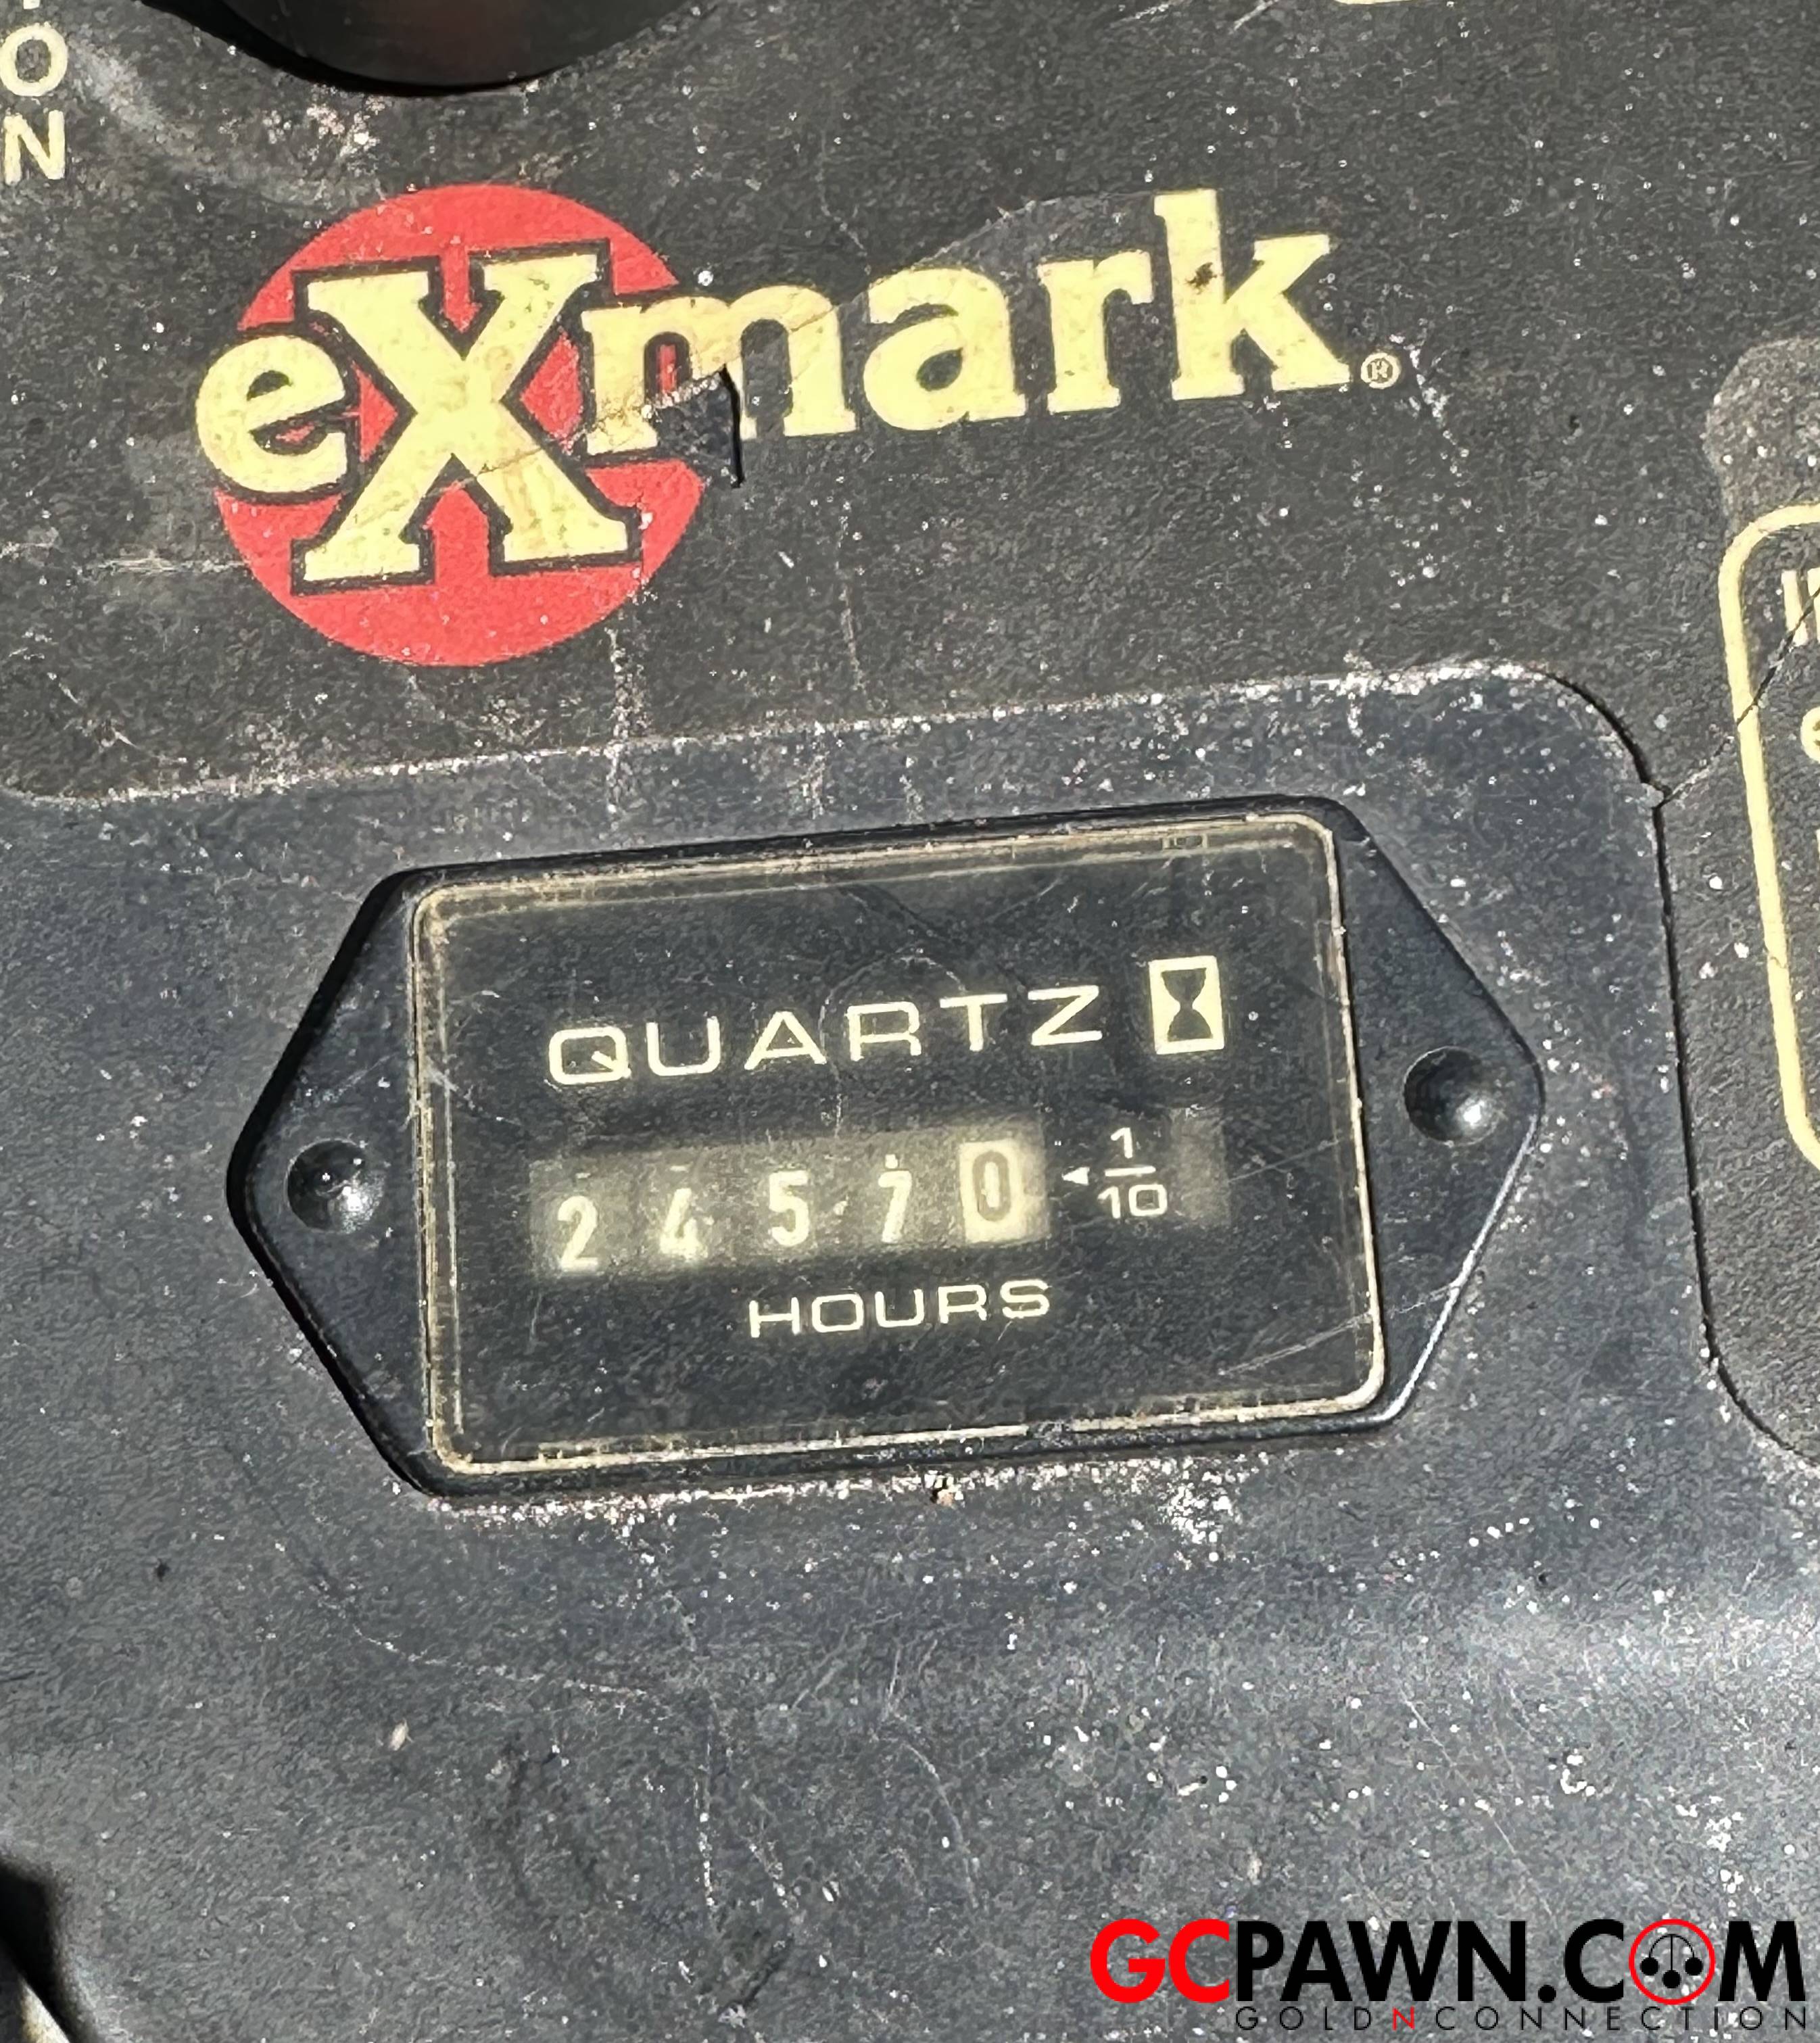 O
N
eXmark®
QUARTZ
24570
1/10
HOURS
GCPAWN.COM
GOLDNCONNECTION